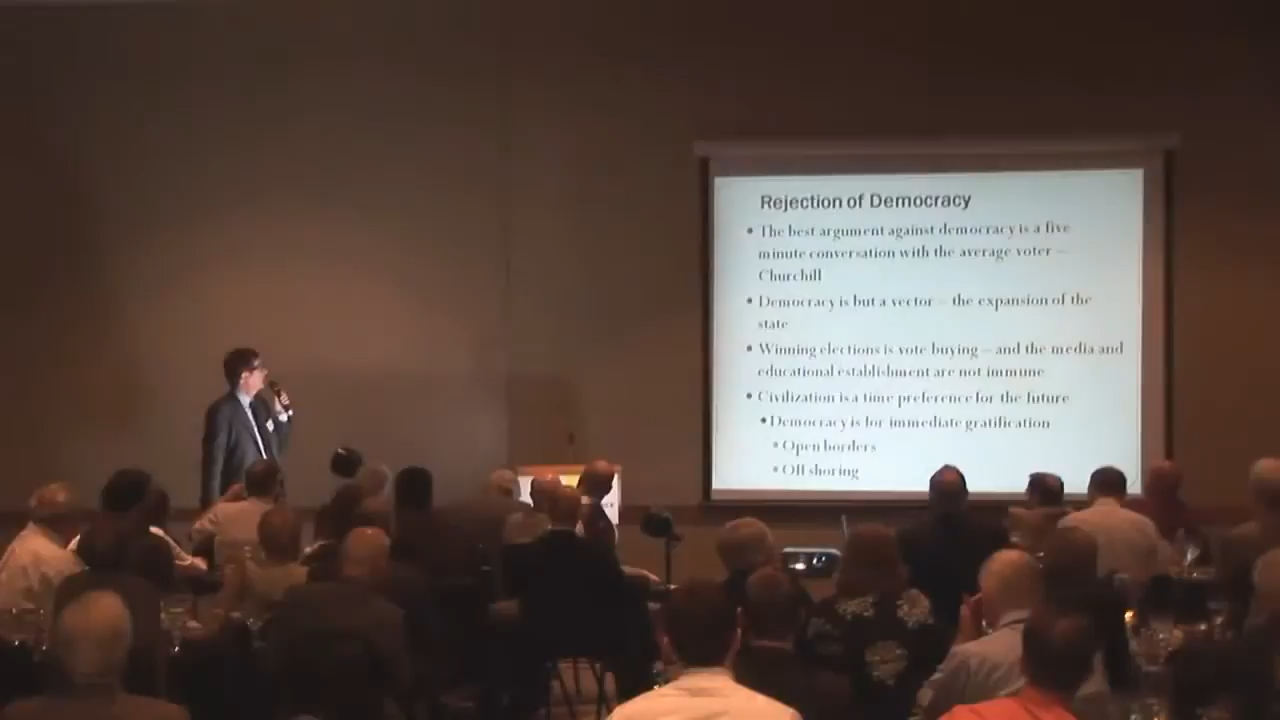 Rejection of Democracy
• The best argument against democracy is a five
minute conversation with the average voter –
Churchill
• Democracy is but a vector – the expansion of the
state
• Winning elections is vote buying – and the media and
educational establishment are not immune
• Civilization is a time preference for the future
• Democracy is for immediate gratification
• Open borders
• Off shoring